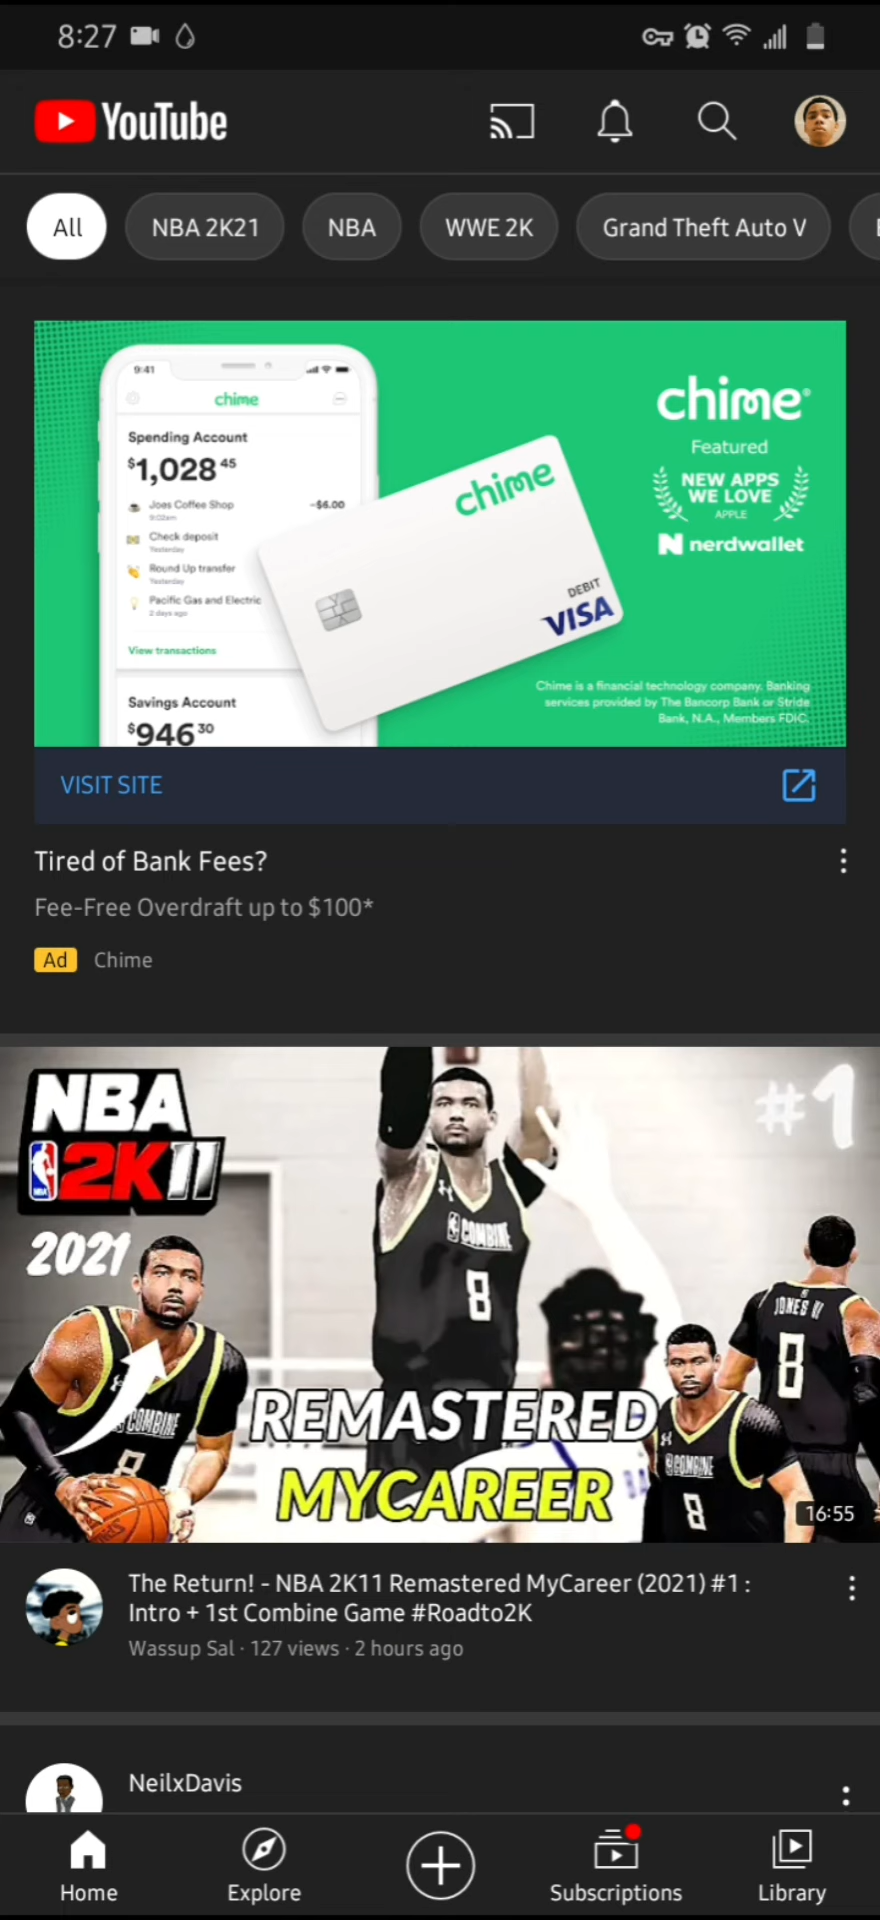 8:27
YouTube
All
NBA 2K21
NBA
WWE 2K
Grand Theft Auto V
9:41
chime
Spending Account
$1,028 45
Joes Coffee Shop
-$6.00
9:02am
Check deposit
Yesterday
Round Up transfer
Yesterday
Pacific Gas and Electric
2 days ago
View transactions
Savings Account
$946 30
chime
DEBIT
VISA
chime
Featured
NEW APPS
WE LOVE
APPLE
nerdwallet
Chime is a financial technology company. Banking
services provided by The Bancorp Bank or Stride
Bank, N.A., Members FDIC.
VISIT SITE
Tired of Bank Fees?
Fee-Free Overdraft up to $100*
Ad Chime
NBA
2K11
2021
#1
COMBINE
8
COMBINE
8
JONES II
8
COMBINE
8
REMASTERED
MYCAREER
16:55
The Return! - NBA 2K11 Remastered MyCareer (2021) #1 :
Intro + 1st Combine Game #Roadto2K
Wassup Sal · 127 views · 2 hours ago
NeilxDavis
Home
Explore
Subscriptions
Library